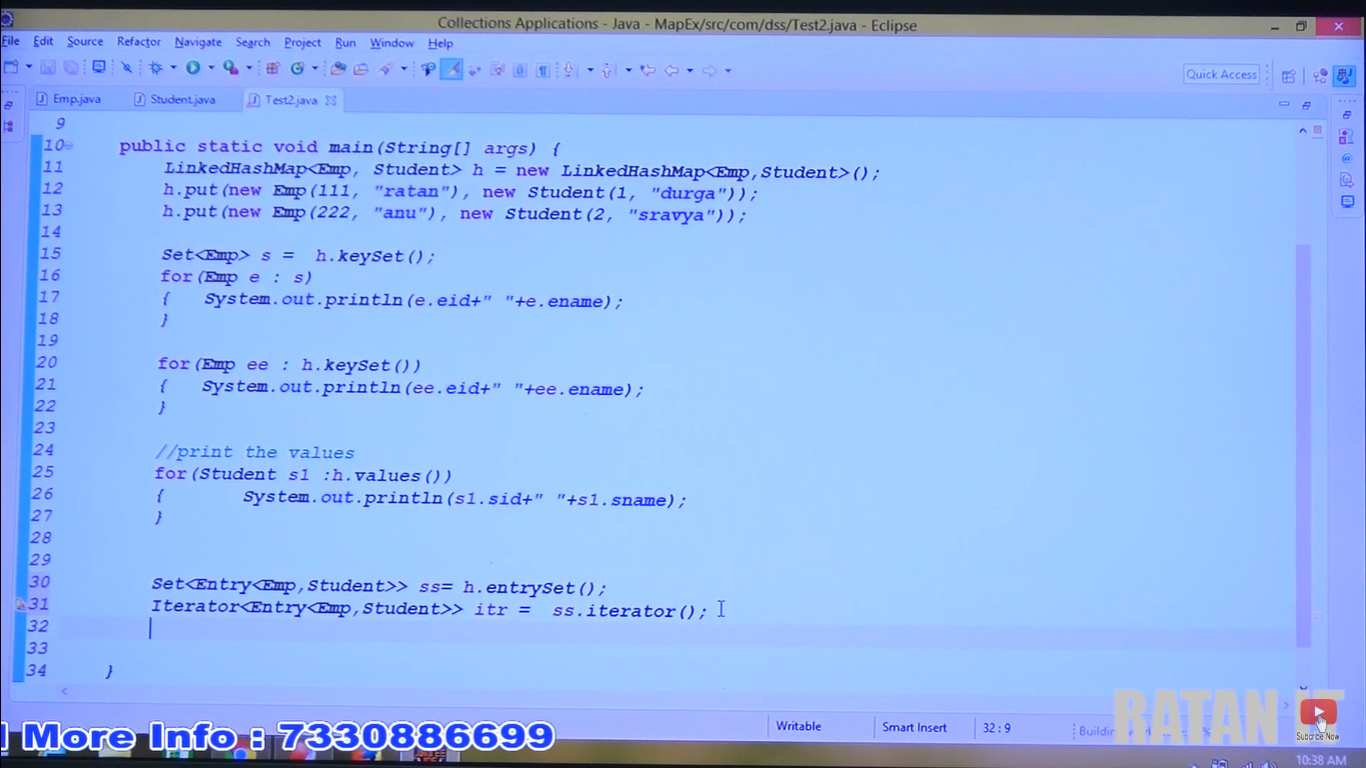 Collections Applications - Java - MapEx/src/com/dss/Test2.java - Eclipse
File Edit Source Refactor Navigate Search Project Run Window Help
Quick Access
Emp.java Student.java Test2.java
9
10 public static void main(String[] args) {
11 LinkedHashMap<Emp, Student> h = new LinkedHashMap<Emp,Student>();
12 h.put(new Emp(111, "ratan"), new Student(1, "durga"));
13 h.put(new Emp(222, "anu"), new Student(2, "sravya"));
14
15 Set<Emp> s = h.keySet();
16 for(Emp e : s)
17 { System.out.println(e.eid+" "+e.ename);
18 }
19
20 for(Emp ee : h.keySet())
21 { System.out.println(ee.eid+" "+ee.ename);
22 }
23
24 //print the values
25 for(Student s1 :h.values())
26 { System.out.println(s1.sid+" "+s1.sname);
27 }
28
29
30 Set<Entry<Emp,Student>> ss= h.entrySet();
31 Iterator<Entry<Emp,Student>> itr = ss.iterator();
32
33
34 }
RATAN IT
Subcribe Now
More Info : 7330886699
Writable Smart Insert 32 : 9
10:38 AM